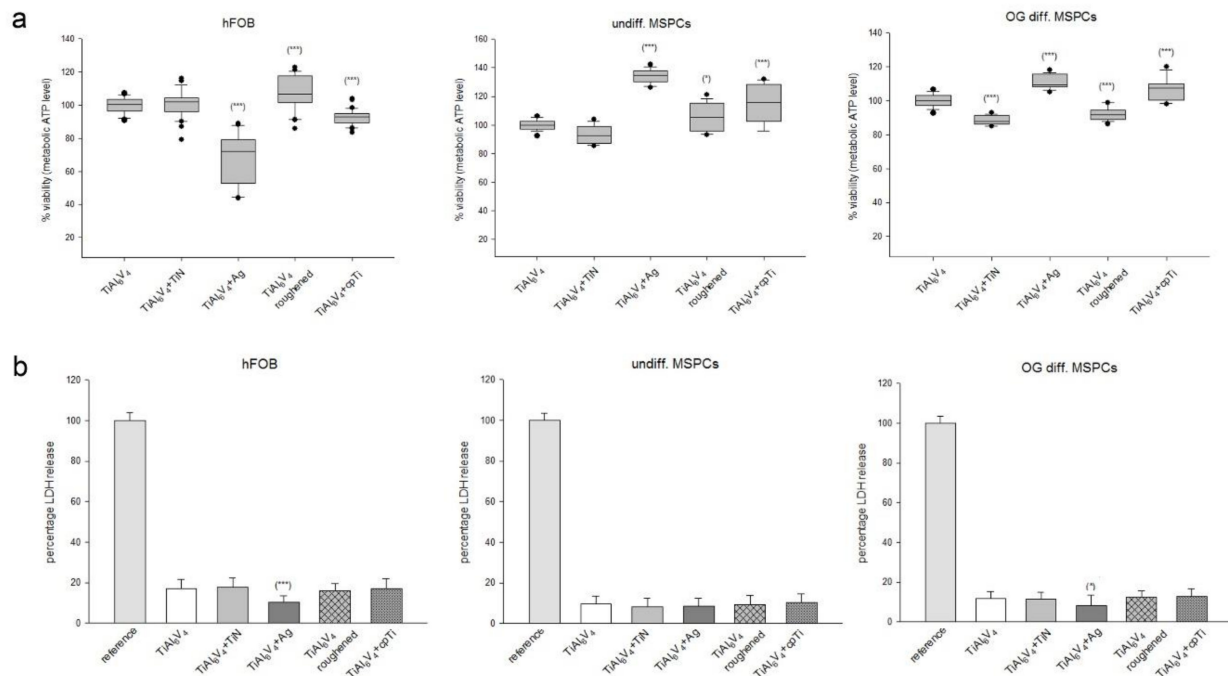 a
hFOB
% viability (metabolic ATP level)
140
120
100
80
60
40
20
(***)
(***)
(***)
TiAl₆V₄
TiAl₆V₄+TiN
TiAl₆V₄+Ag
TiAl₆V₄
roughened
TiAl₆V₄+cpTi
undiff. MSPCs
% viability (metabolic ATP level)
160
140
120
100
80
60
40
20
(***)
(*)
(***)
TiAl₆V₄
TiAl₆V₄+TiN
TiAl₆V₄+Ag
TiAl₆V₄
roughened
TiAl₆V₄+cpTi
OG diff. MSPCs
% viability (metabolic ATP level)
140
120
100
80
60
40
20
(***)
(***)
(***)
(***)
TiAl₆V₄
TiAl₆V₄+TiN
TiAl₆V₄+Ag
TiAl₆V₄
roughened
TiAl₆V₄+cpTi
b
hFOB
percentage LDH release
120
100
80
60
40
20
0
(***)
reference
TiAl₆V₄
TiAl₆V₄+TiN
TiAl₆V₄+Ag
TiAl₆V₄
roughened
TiAl₆V₄+cpTi
undiff. MSPCs
percentage LDH release
120
100
80
60
40
20
0
reference
TiAl₆V₄
TiAl₆V₄+TiN
TiAl₆V₄+Ag
TiAl₆V₄
roughened
TiAl₆V₄+cpTi
OG diff. MSPCs
percentage LDH release
120
100
80
60
40
20
0
(*)
reference
TiAl₆V₄
TiAl₆V₄+TiN
TiAl₆V₄+Ag
TiAl₆V₄
roughened
TiAl₆V₄+cpTi